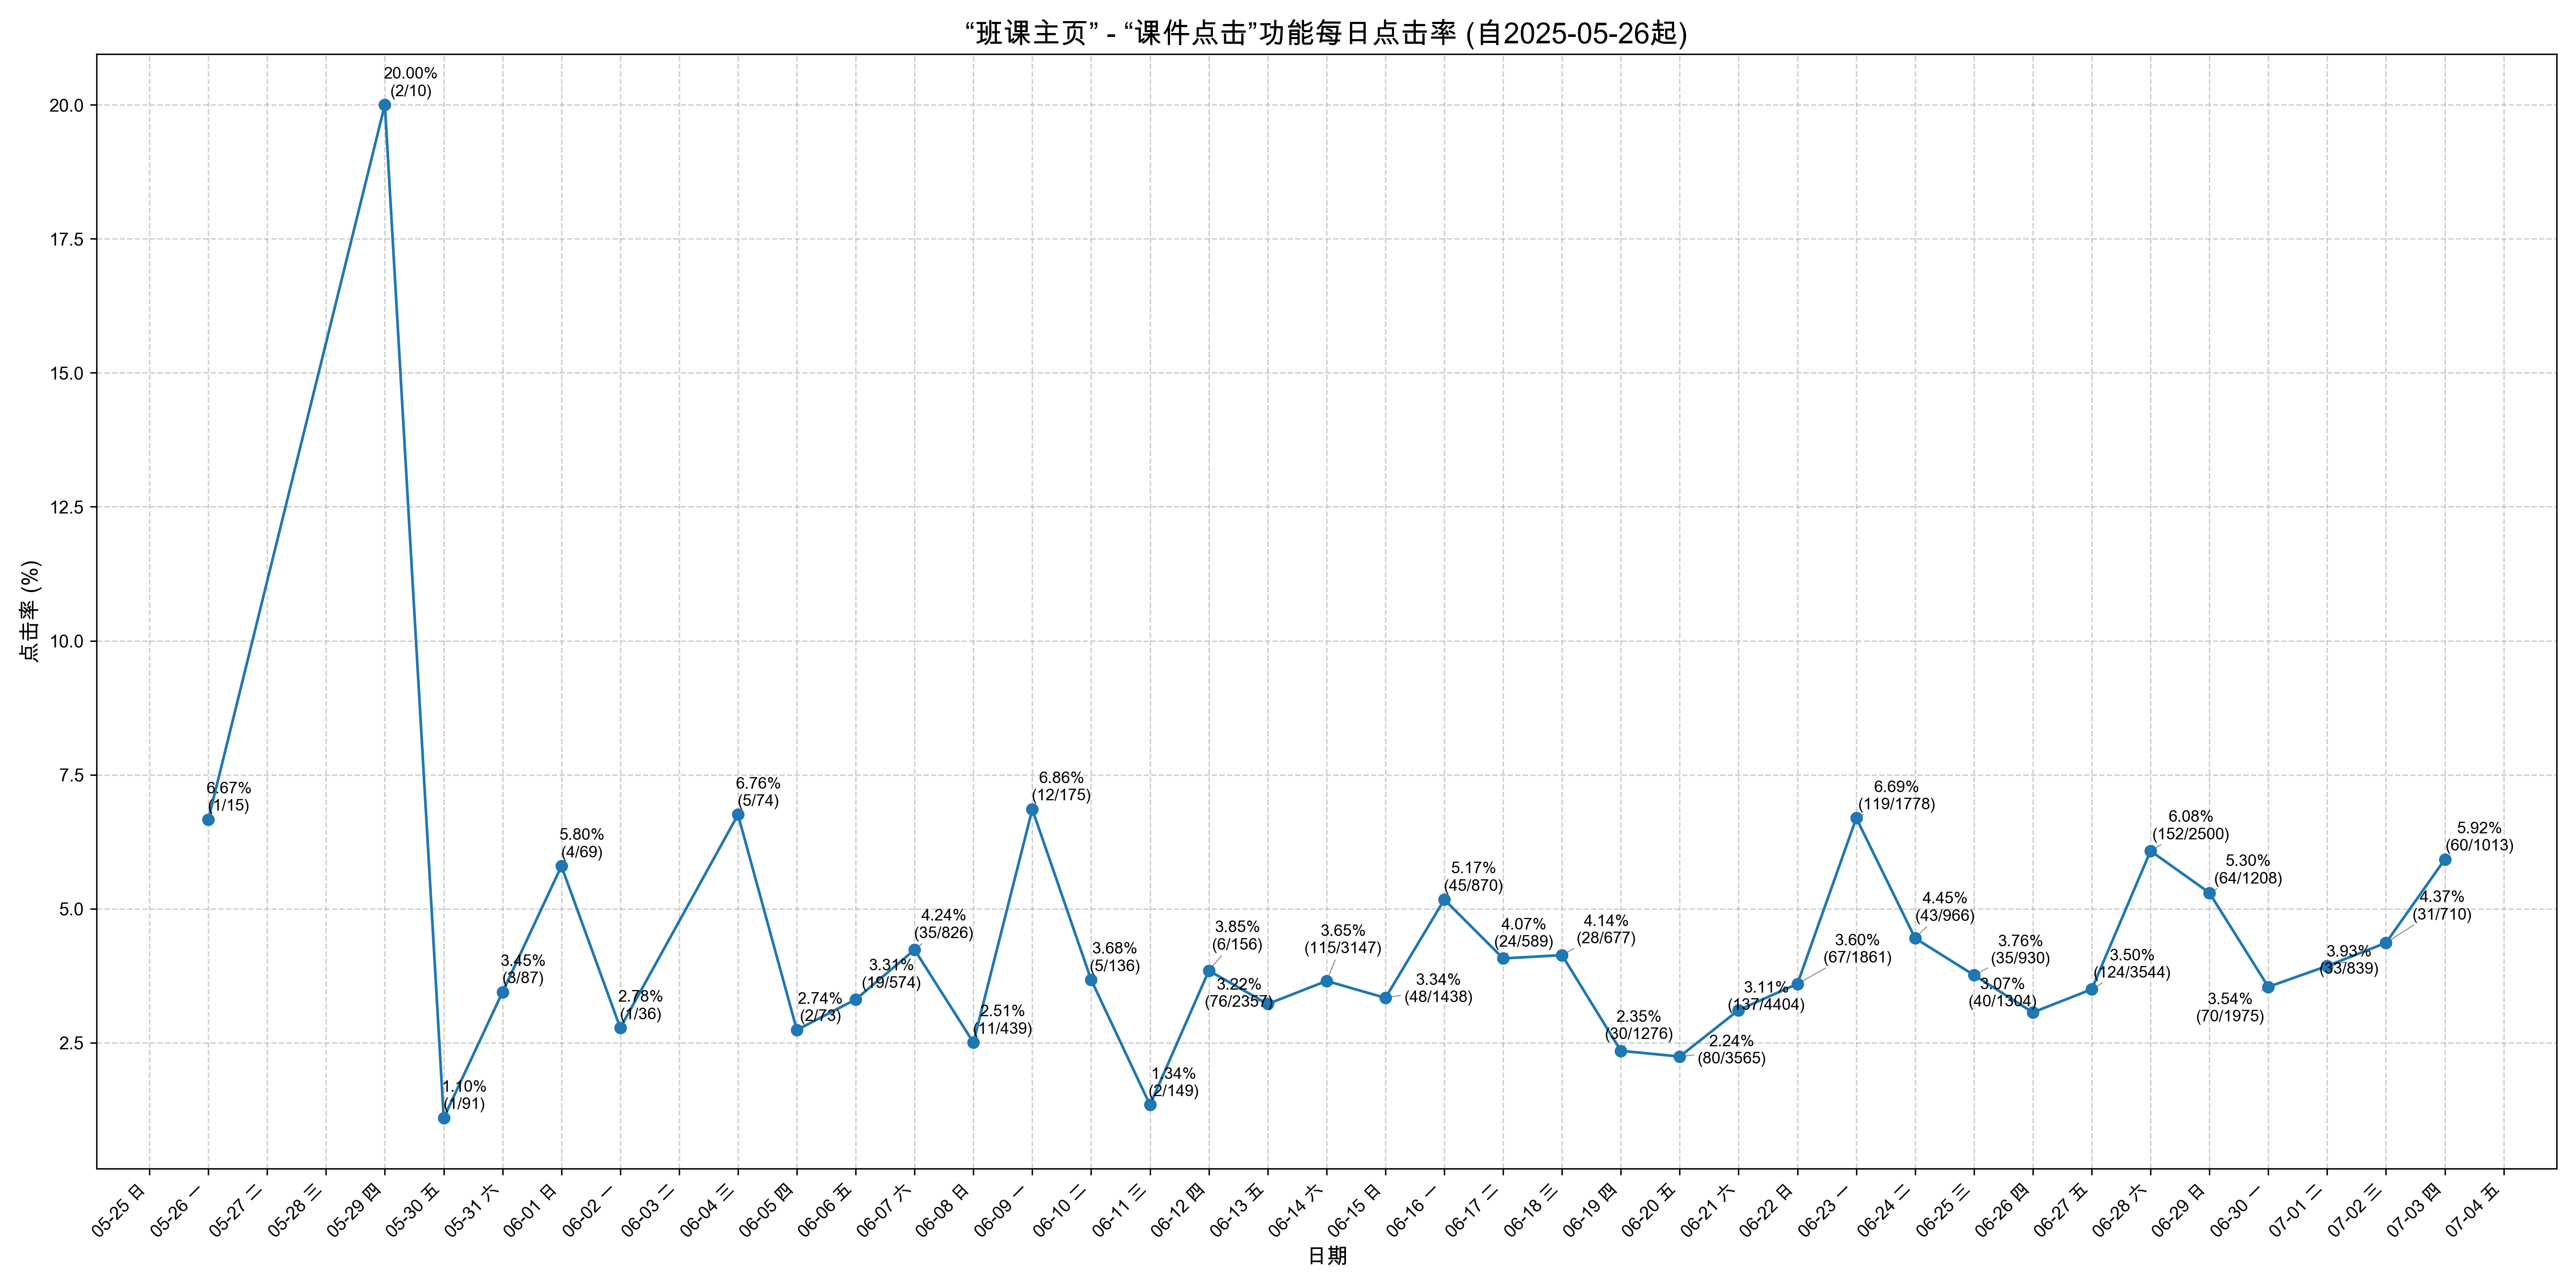 “班课主页” - “课件点击”功能每日点击率 (自2025-05-26起)
点击率 (%)
20.0
17.5
15.0
12.5
10.0
7.5
5.0
2.5
6.67%
(1/15)
20.00%
(2/10)
1.10%
(1/91)
3.45%
(3/87)
5.80%
(4/69)
2.78%
(1/36)
6.76%
(5/74)
2.74%
(2/73)
3.31%
(19/574)
4.24%
(35/826)
2.51%
(11/439)
6.86%
(12/175)
3.68%
(5/136)
1.34%
(2/149)
3.85%
(6/156)
3.22%
(76/2357)
3.65%
(115/3147)
3.34%
(48/1438)
5.17%
(45/870)
4.07%
(24/589)
4.14%
(28/677)
2.35%
(30/1276)
2.24%
(80/3565)
3.11%
(137/4404)
3.60%
(67/1861)
6.69%
(119/1778)
4.45%
(43/966)
3.76%
(35/930)
3.07%
(40/1304)
3.50%
(124/3544)
6.08%
(152/2500)
5.30%
(64/1208)
3.54%
(70/1975)
3.93%
(33/839)
4.37%
(31/710)
5.92%
(60/1013)
05-25 日
05-26 一
05-27 二
05-28 三
05-29 四
05-30 五
05-31 六
06-01 日
06-02 一
06-03 二
06-04 三
06-05 四
06-06 五
06-07 六
06-08 日
06-09 一
06-10 二
06-11 三
06-12 四
06-13 五
06-14 六
06-15 日
06-16 一
06-17 二
06-18 三
06-19 四
06-20 五
06-21 六
06-22 日
06-23 一
06-24 二
06-25 三
06-26 四
06-27 五
06-28 六
06-29 日
06-30 一
07-01 二
07-02 三
07-03 四
07-04 五
日期